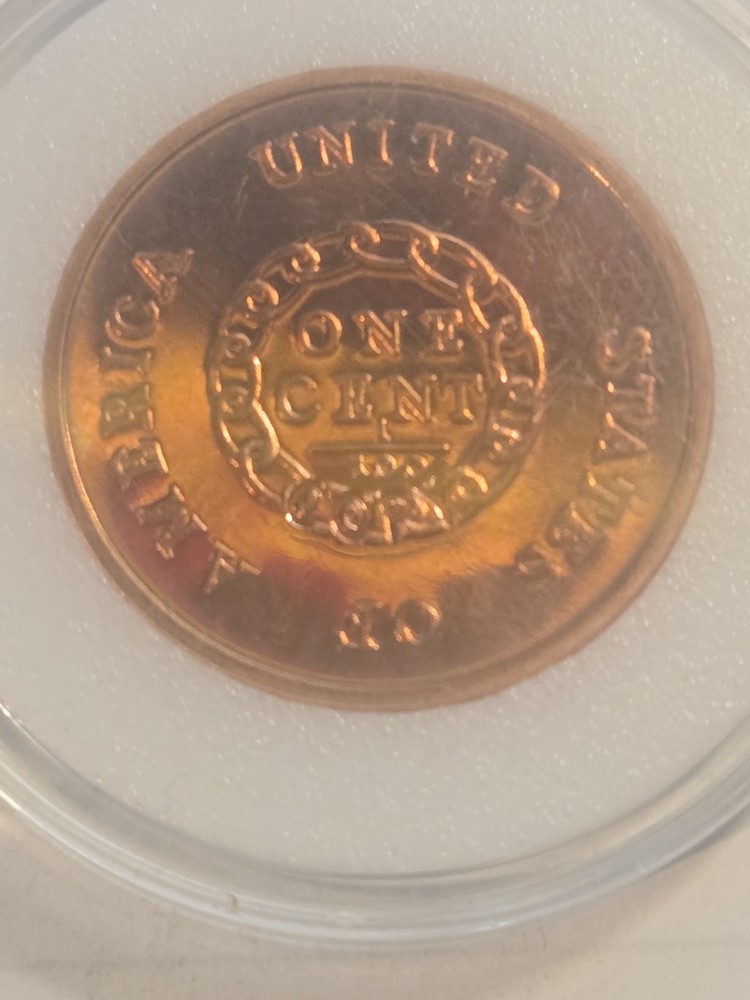 UNITED STATES OF AMERICA
ONE
CENT
1
100